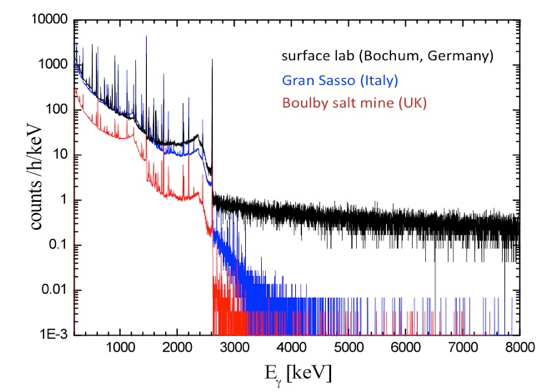 counts /h/keV
10000
1000
100
10
1
0.1
0.01
1E-3
surface lab (Bochum, Germany)
Gran Sasso (Italy)
Boulby salt mine (UK)
1000 2000 3000 4000 5000 6000 7000 8000
Eγ [keV]